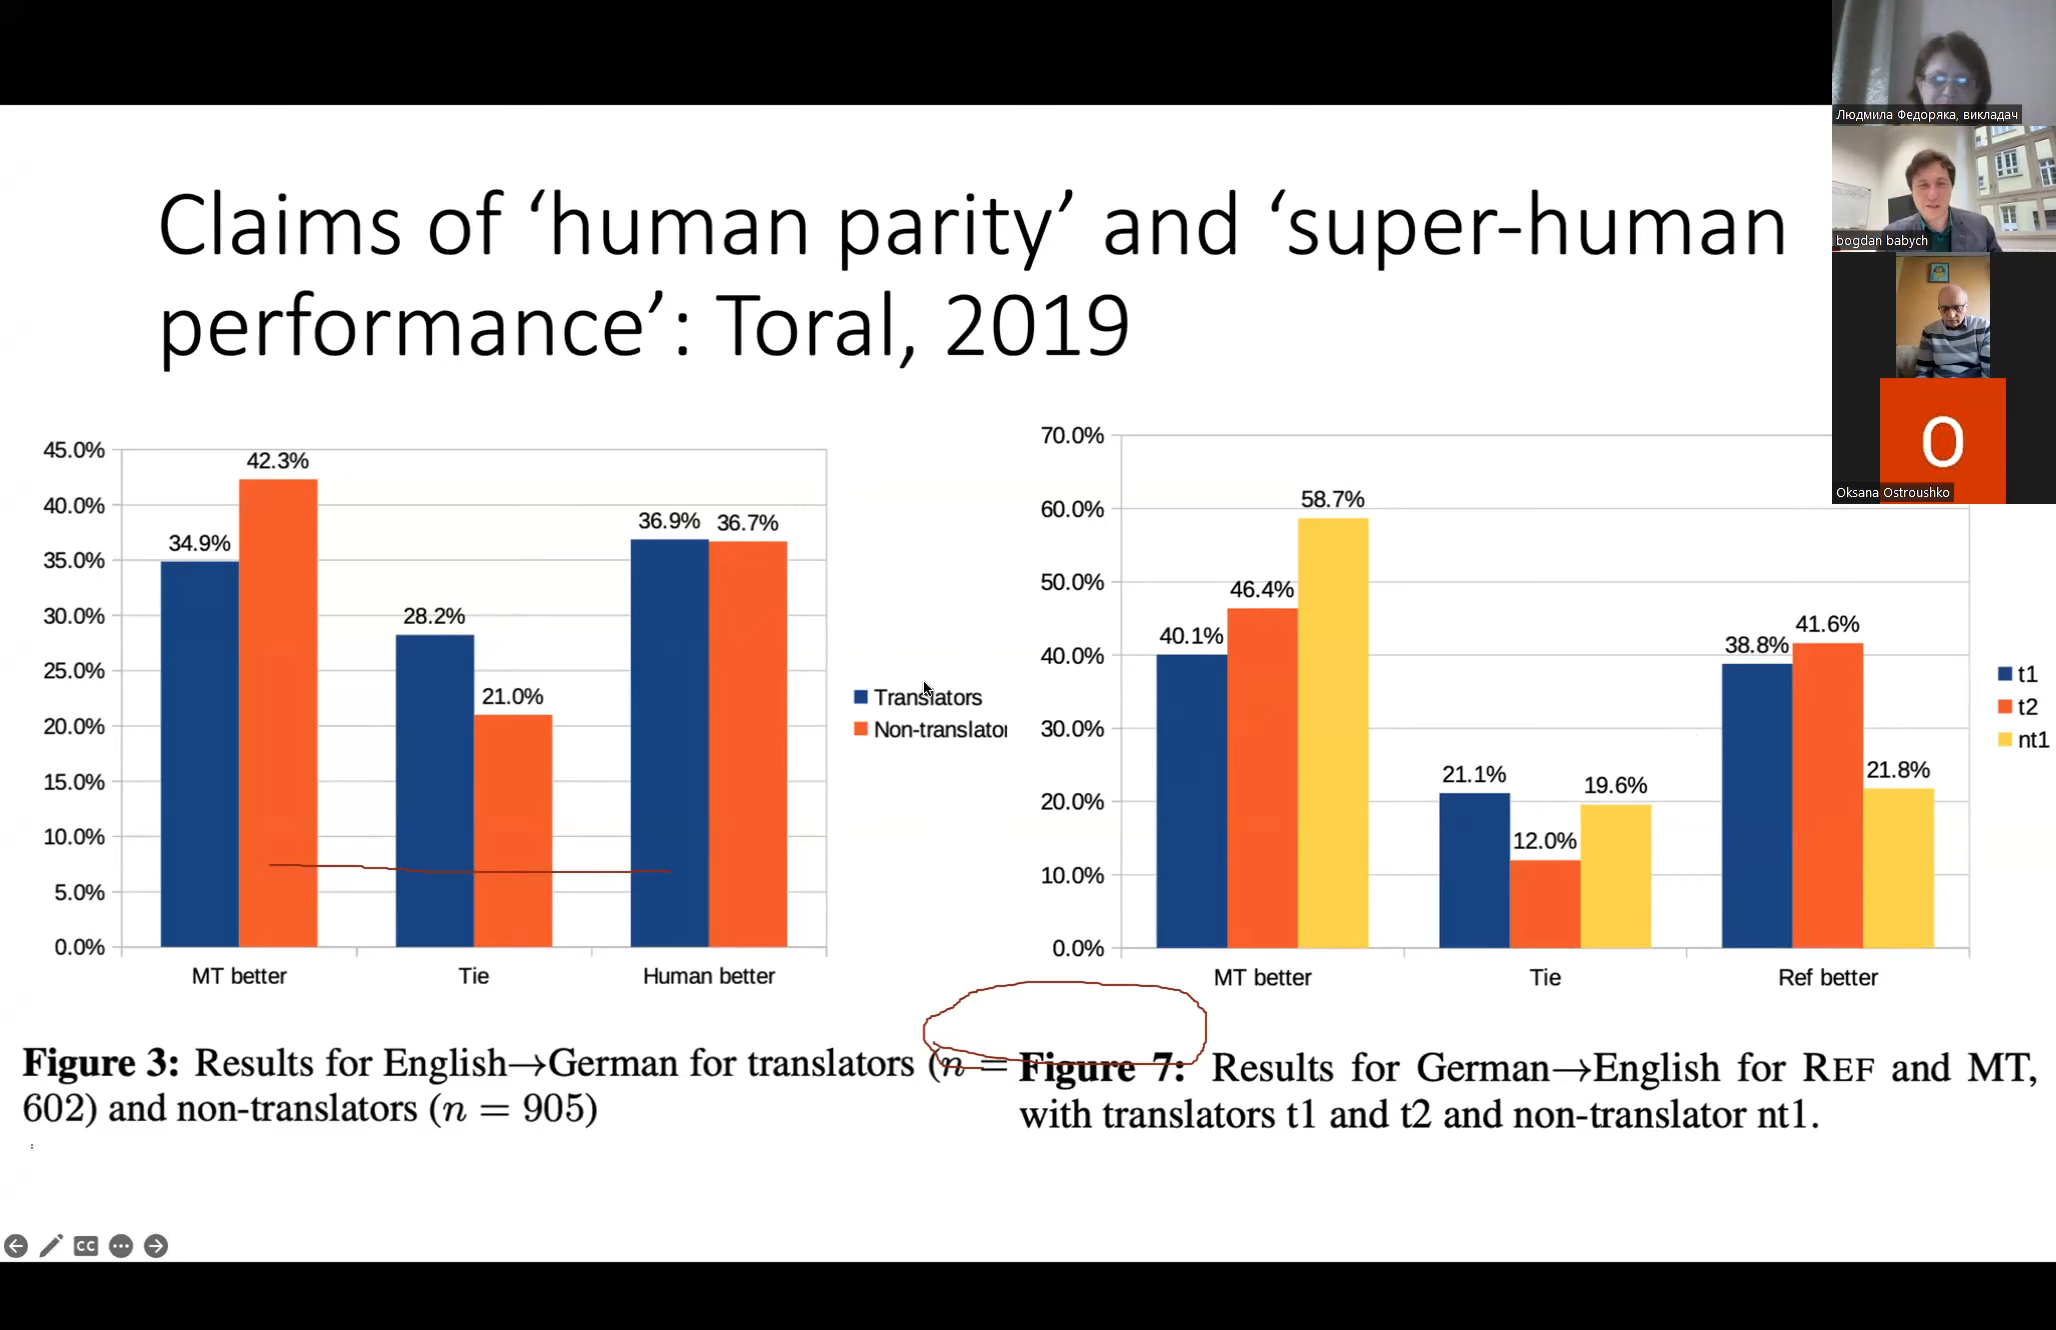 Claims of ‘human parity’ and ‘super-human
performance’: Toral, 2019
45.0%
40.0%
35.0%
30.0%
25.0%
20.0%
15.0%
10.0%
5.0%
0.0%
34.9%
42.3%
28.2%
21.0%
36.9%
36.7%
MT better
Tie
Human better
Translators
Non-translator
Figure 3: Results for English→German for translators (n =
602) and non-translators (n = 905)
70.0%
60.0%
50.0%
40.0%
30.0%
20.0%
10.0%
0.0%
40.1%
46.4%
58.7%
21.1%
12.0%
19.6%
38.8%
41.6%
21.8%
MT better
Tie
Ref better
t1
t2
nt1
Figure 7: Results for German→English for REF and MT,
with translators t1 and t2 and non-translator nt1.
Людмила Федоряка, викладач
bogdan babych
O
Oksana Ostroushko
CC